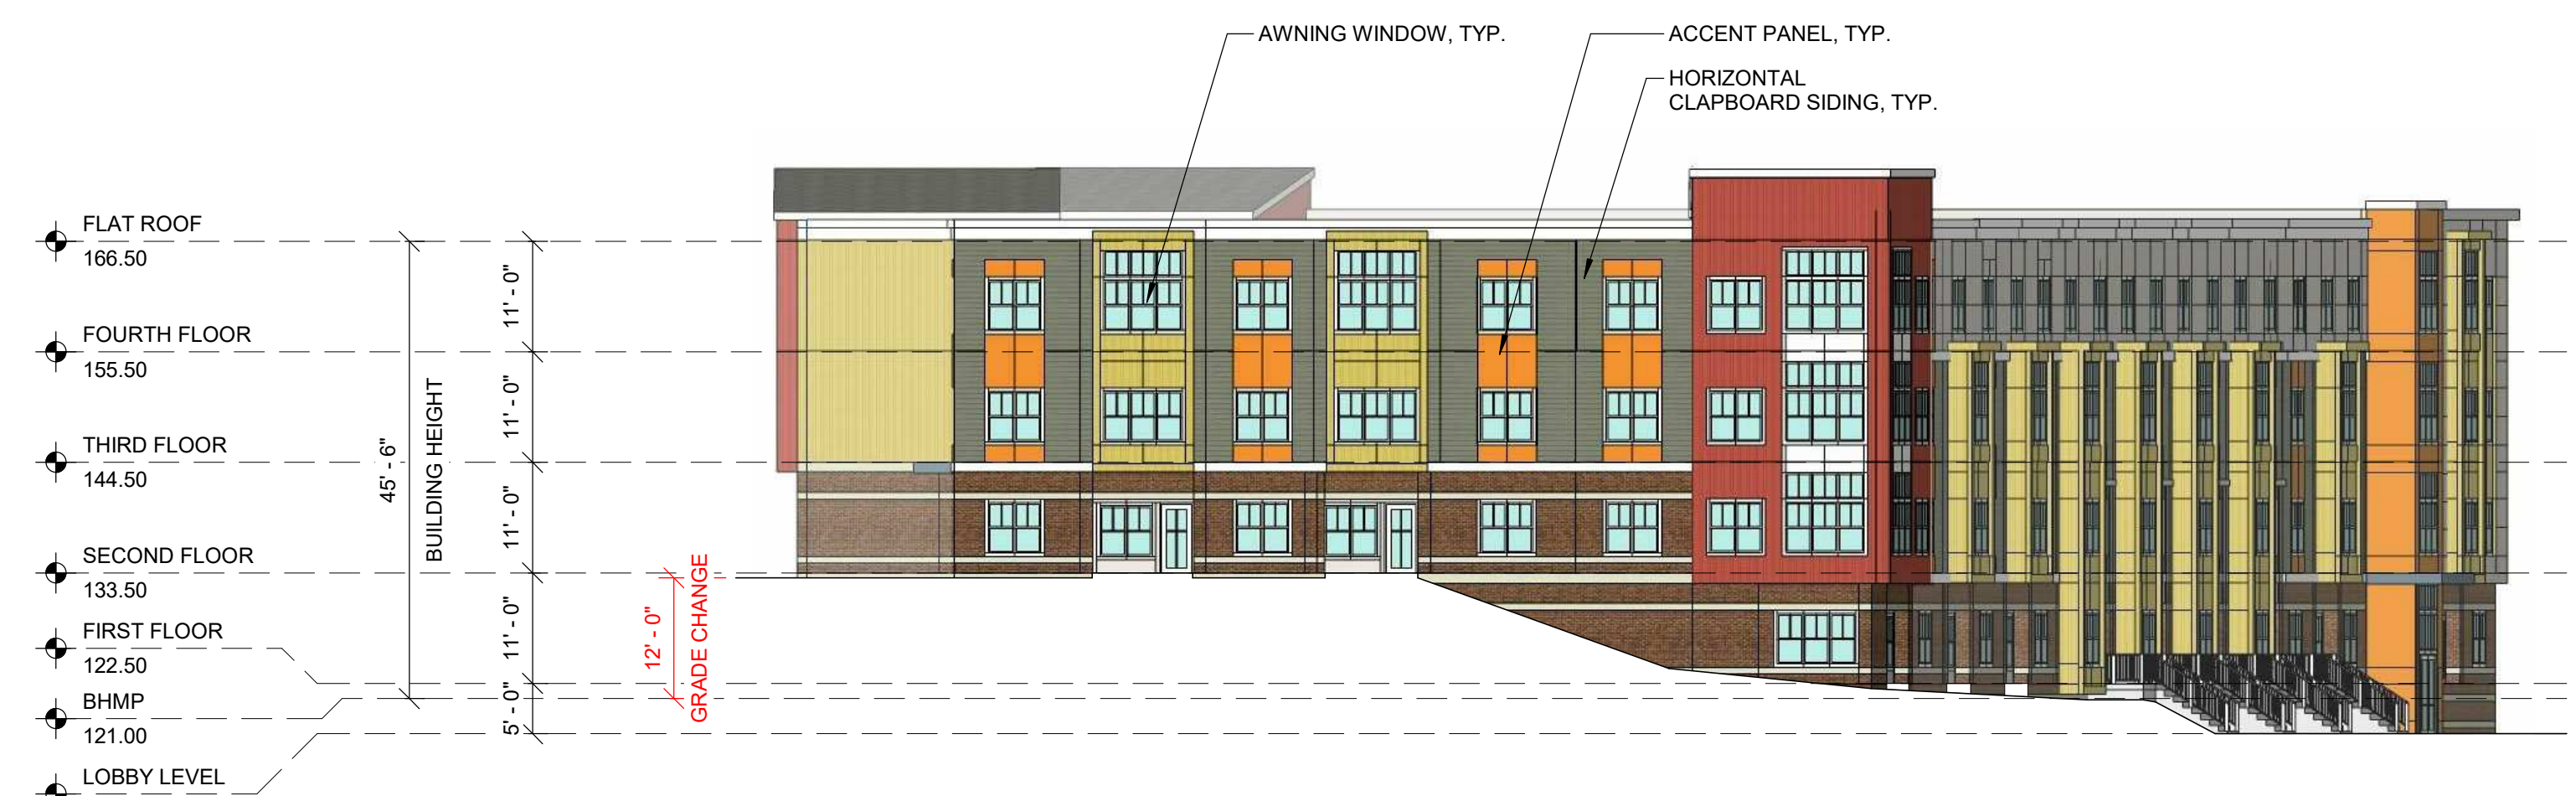 AWNING WINDOW, TYP.
ACCENT PANEL, TYP.
HORIZONTAL
CLAPBOARD SIDING, TYP.
FLAT ROOF
166.50
FOURTH FLOOR
155.50
THIRD FLOOR
144.50
SECOND FLOOR
133.50
FIRST FLOOR
122.50
BHMP
121.00
LOBBY LEVEL
45' - 6"
BUILDING HEIGHT
11' - 0"
11' - 0"
11' - 0"
11' - 0"
5' - 0"
12' - 0"
GRADE CHANGE